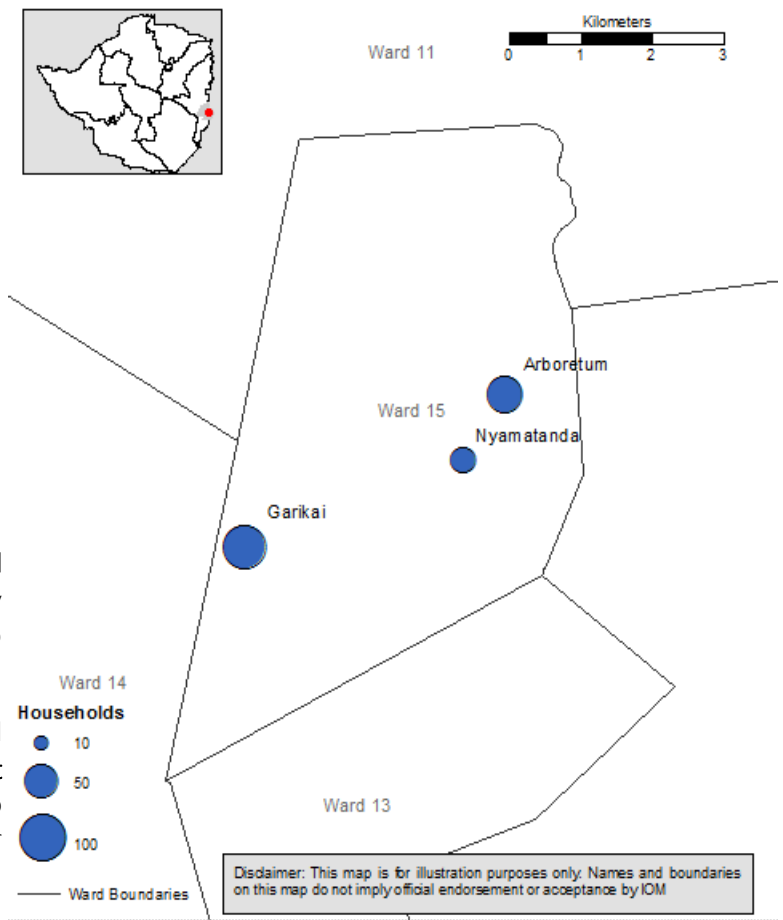 Kilometers
0 1 2 3
Ward 11
Arboretum
Ward 15
Nyamatanda
Garikai
Ward 14
Households
10
50
100
Ward 13
Ward Boundaries
Disclaimer: This map is for illustration purposes only. Names and boundaries
on this map do not imply official endorsement or acceptance by IOM